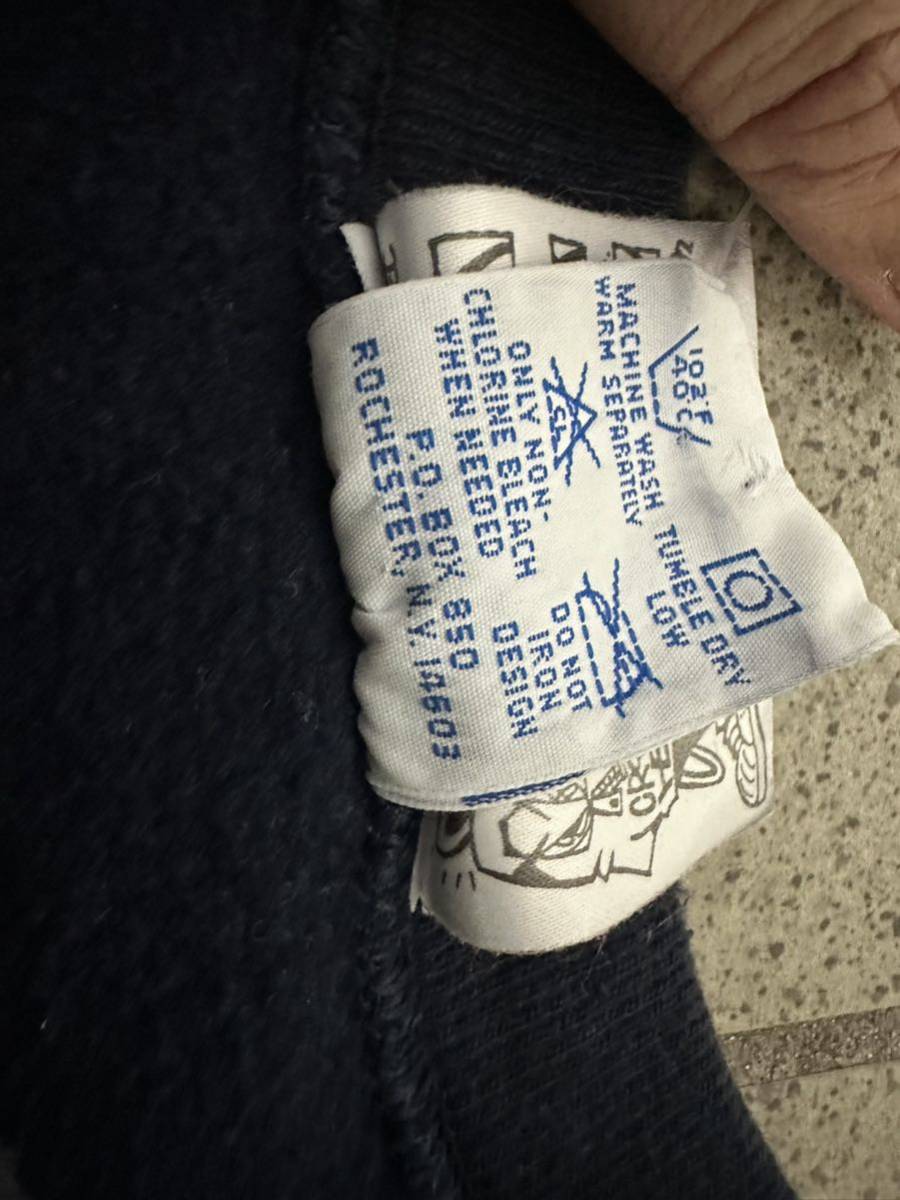 102°F
40°C
MACHINE WASH
WARM SEPARATELY
TUMBLE DRY
LOW
CL
ONLY NON-
CHLORINE BLEACH
WHEN NEEDED
DO NOT
IRON
DESIGN
P.O. BOX 850
ROCHESTER, N.Y. 14603